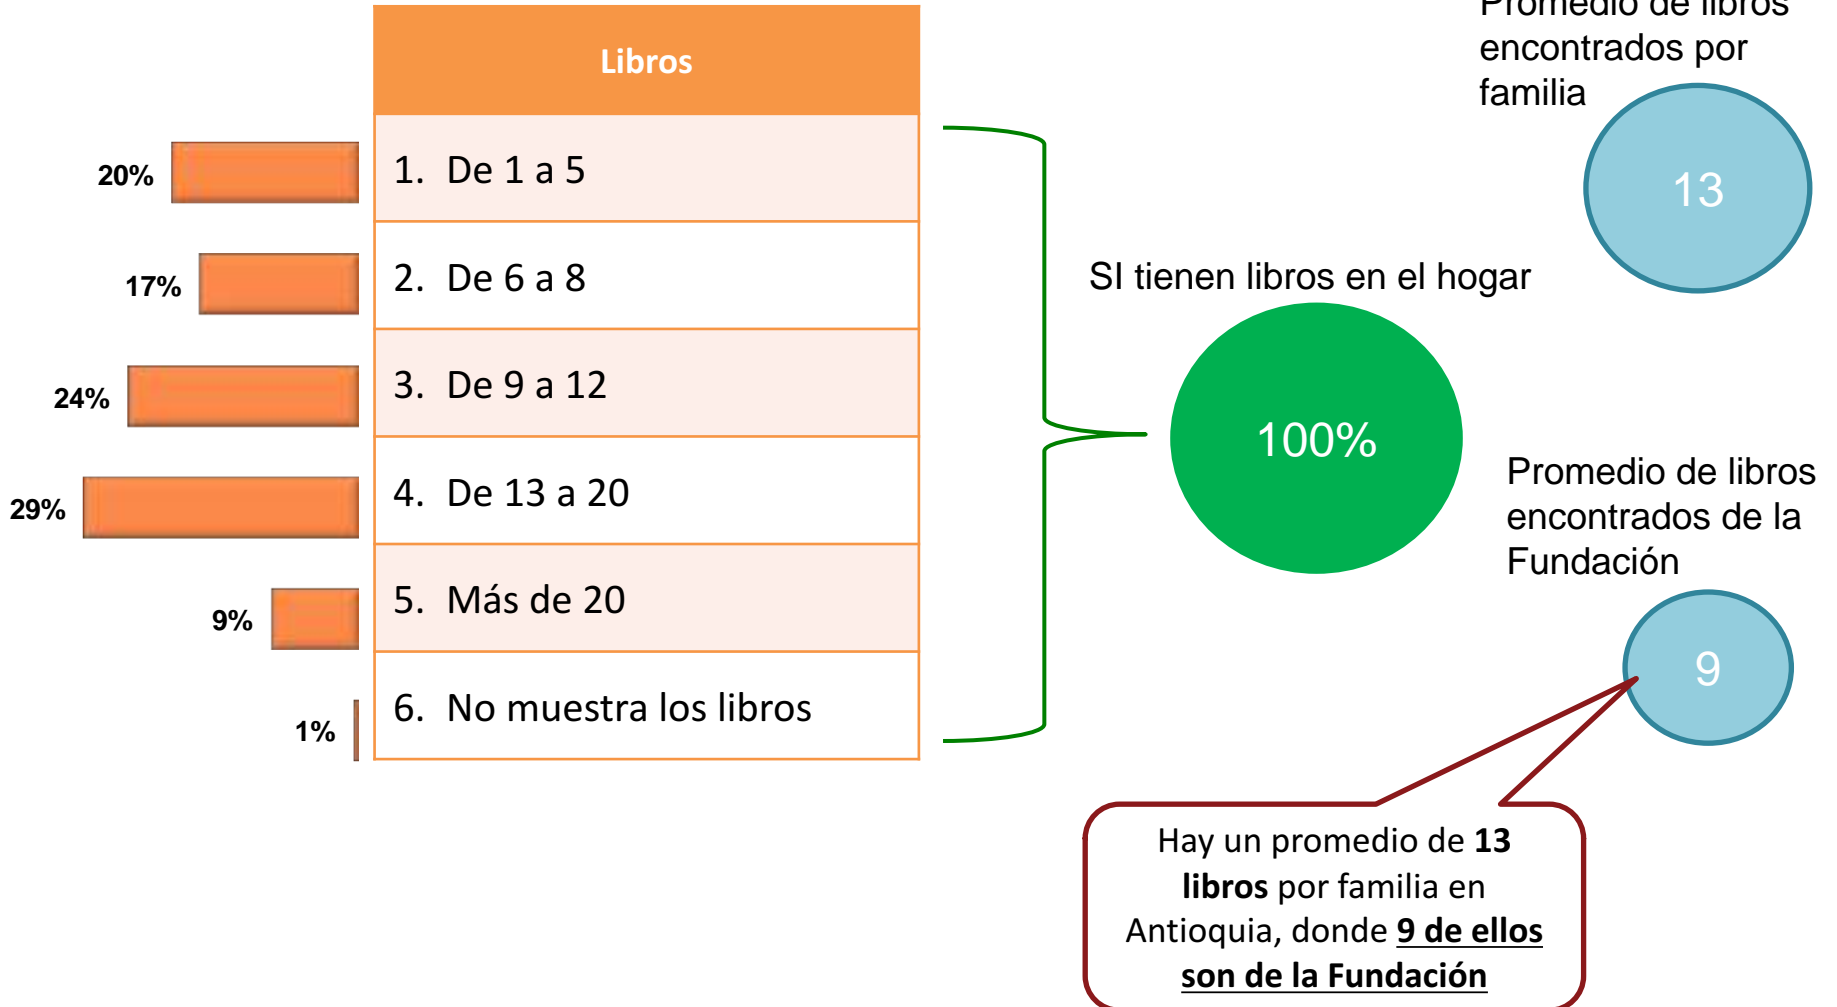 Libros
20%
1. De 1 a 5
17%
2. De 6 a 8
24%
3. De 9 a 12
29%
4. De 13 a 20
9%
5. Más de 20
1%
6. No muestra los libros
SI tienen libros en el hogar
100%
Promedio de libros
encontrados por
familia
13
Promedio de libros
encontrados de la
Fundación
9
Hay un promedio de 13
libros por familia en
Antioquia, donde 9 de ellos
son de la Fundación